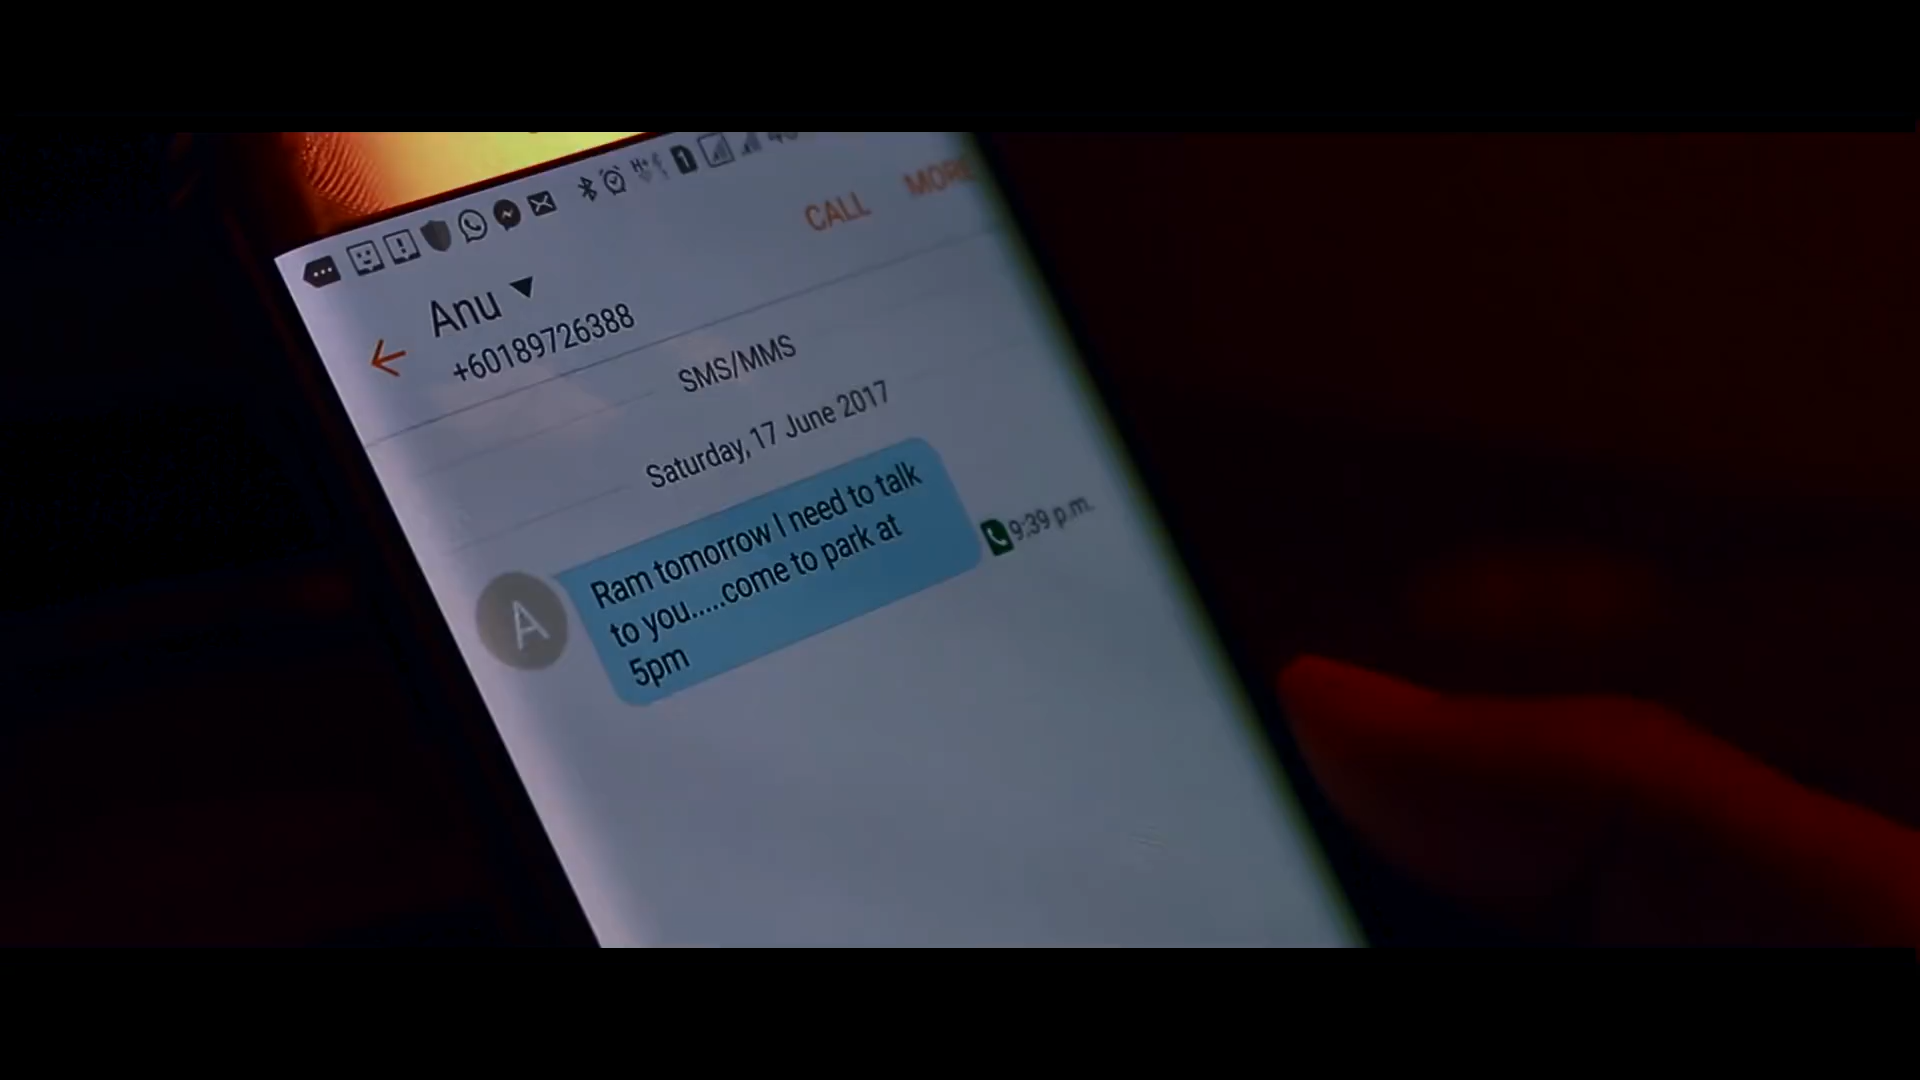 CALL MORE
Anu
+60189726388
SMS/MMS
Saturday, 17 June 2017
Ram tomorrow I need to talk
to you.....come to park at
5pm
9:39 p.m.
A